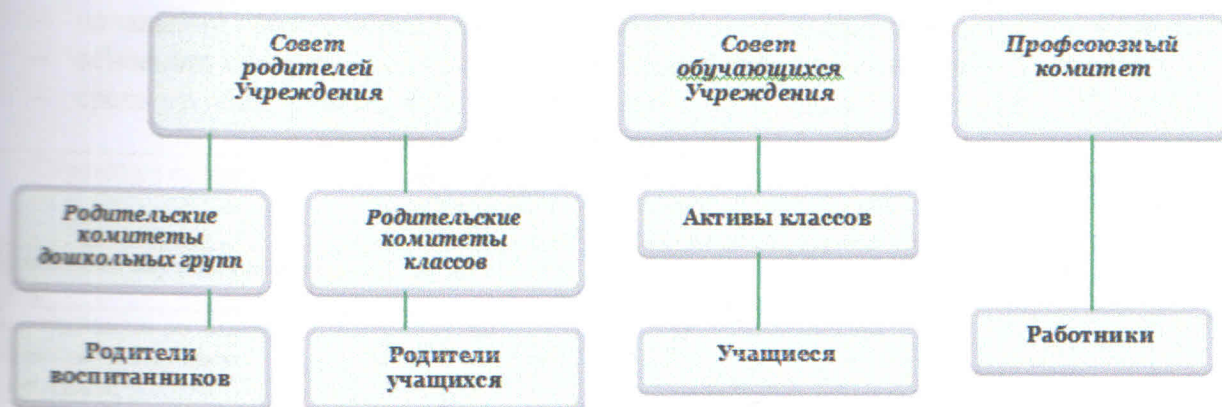 Совет
родителей
Учреждения
Совет
обучающихся
Учреждения
Профсоюзный
комитет
Родительские
комитеты
дошкольных групп
Родительские
комитеты
классов
Активы классов
Родители
воспитанников
Родители
учащихся
Учащиеся
Работники